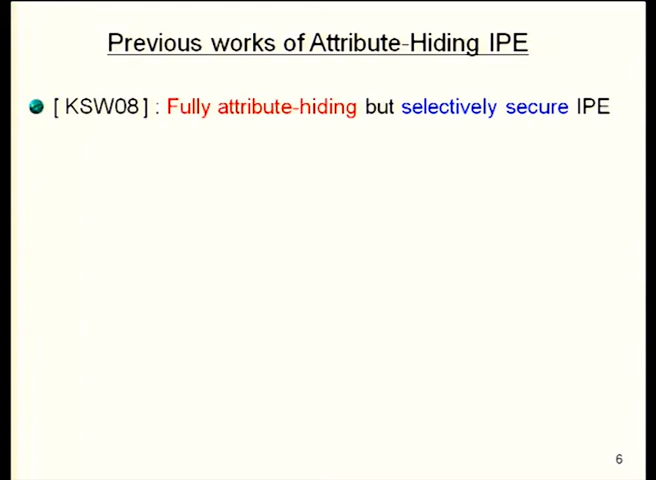 Previous works of Attribute-Hiding IPE
[ KSW08 ] : Fully attribute-hiding but selectively secure IPE
6